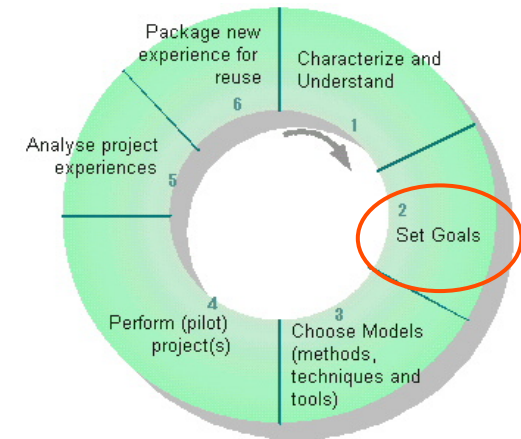 Package new
experience for
reuse
6
Characterize and
Understand
1
2
Set Goals
3
Choose Models
(methods,
techniques and
tools)
4
Perform (pilot)
project(s)
5
Analyse project
experiences